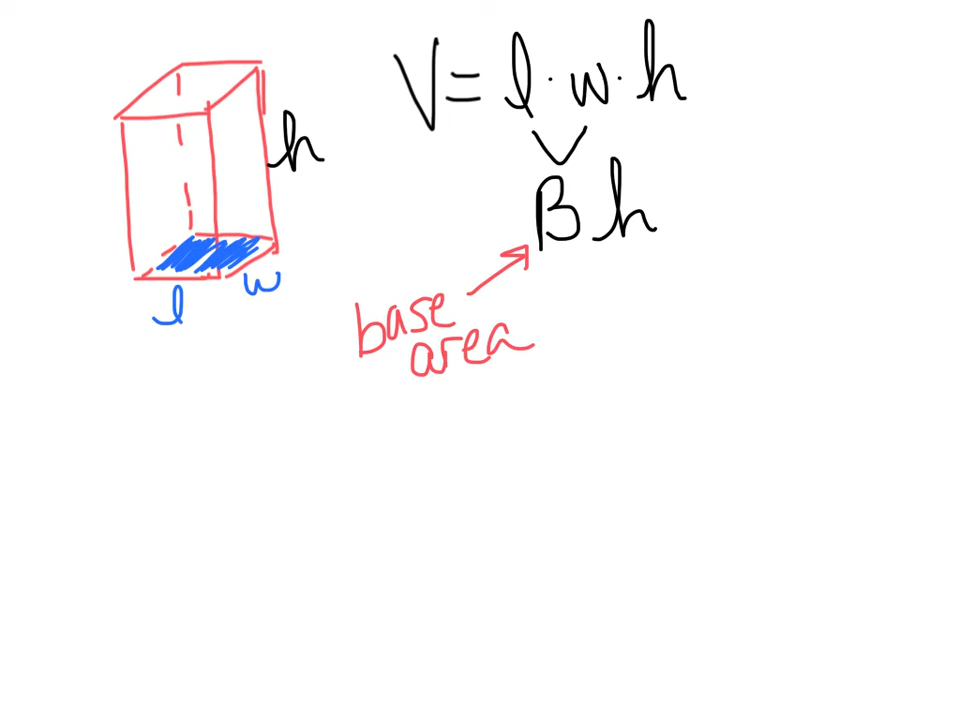 V = l · w · h
h
B h
l
w
base
area